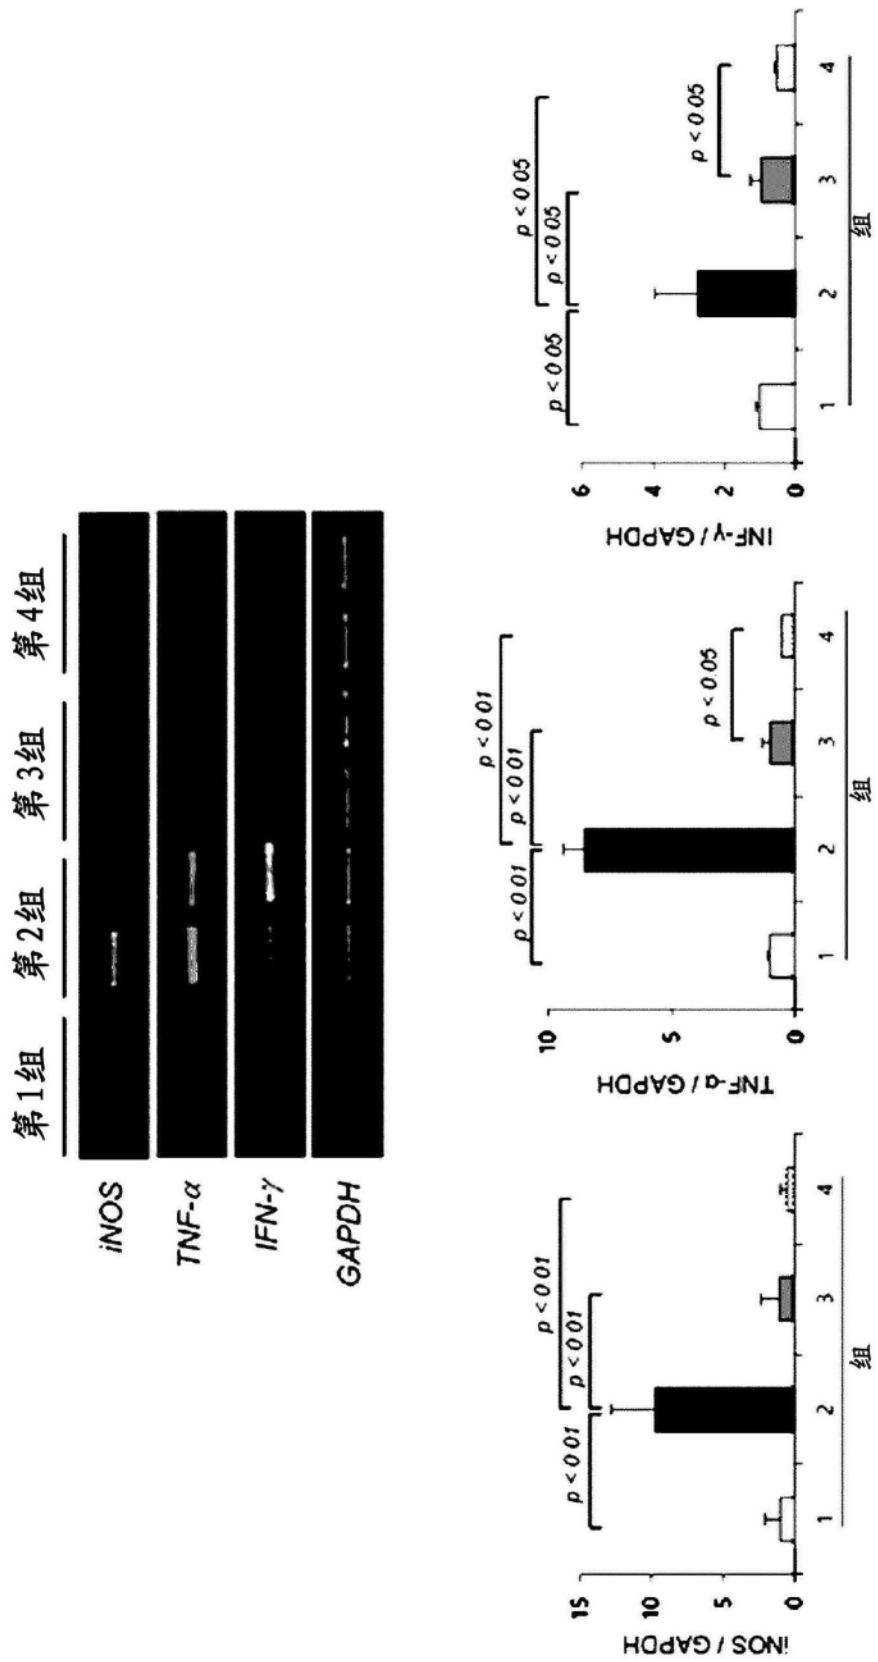 第1组 第2组 第3组 第4组
iNOS
TNF-α
IFN-γ
GAPDH
iNOS / GAPDH
15
10
5
0
p < 0 01
p < 0 01
p < 0 01
1 2 3 4
组
TNF-α / GAPDH
10
5
0
p < 0 01
p < 0 01
p < 0 01
p < 0.05
1 2 3 4
组
INF-γ / GAPDH
6
4
2
0
p < 0 05
p < 0 05
p < 0.05
p < 0.05
1 2 3 4
组